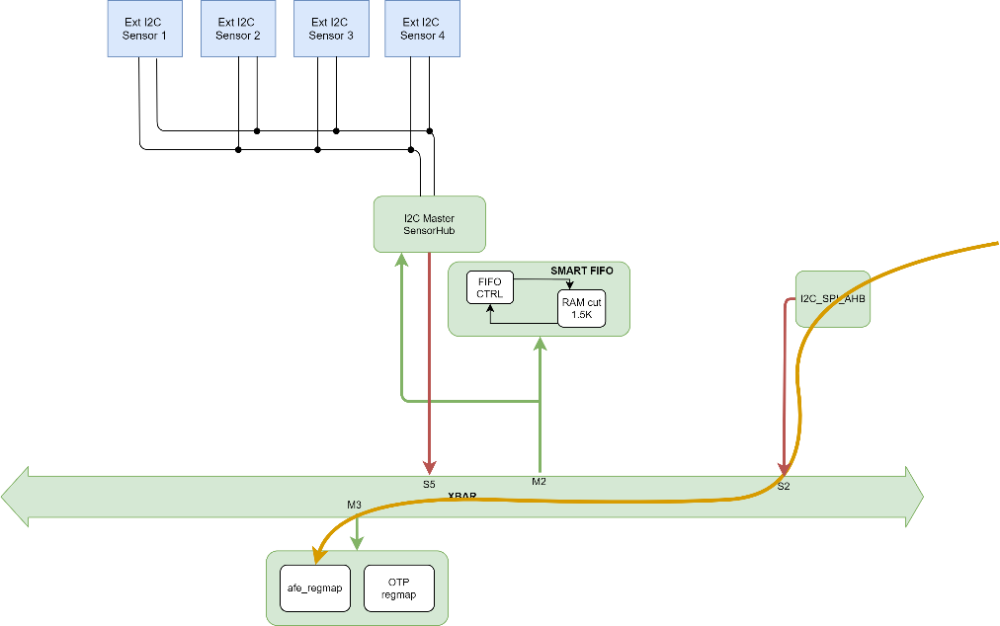 Ext I2C
Sensor 1
Ext I2C
Sensor 2
Ext I2C
Sensor 3
Ext I2C
Sensor 4
I2C Master
SensorHub
SMART FIFO
FIFO
CTRL
RAM cut
1.5K
I2C_SPI_AHB
S5
M2
S2
XBAR
M3
afe_regmap
OTP
regmap